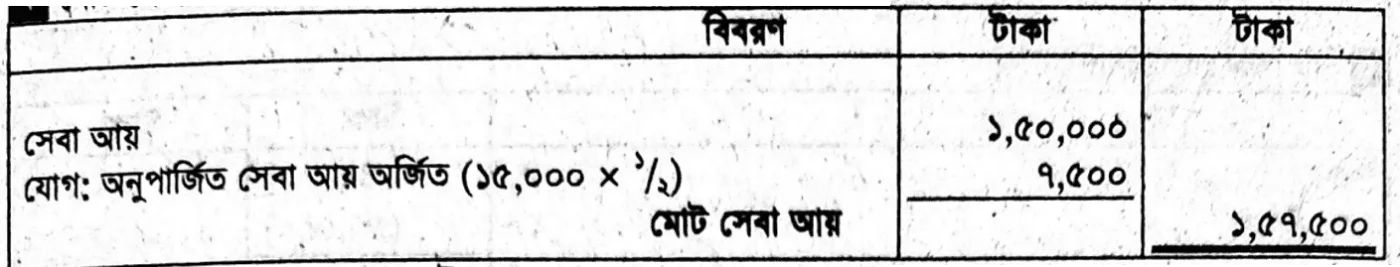 বিবরণ টাকা টাকা
সেবা আয় ১,৫০,০০০
যোগ: অনুপার্জিত সেবা আয় অর্জিত (১৫,০০০ × ১/২) ৭,৫০০
মোট সেবা আয় ১,৫৭,৫০০